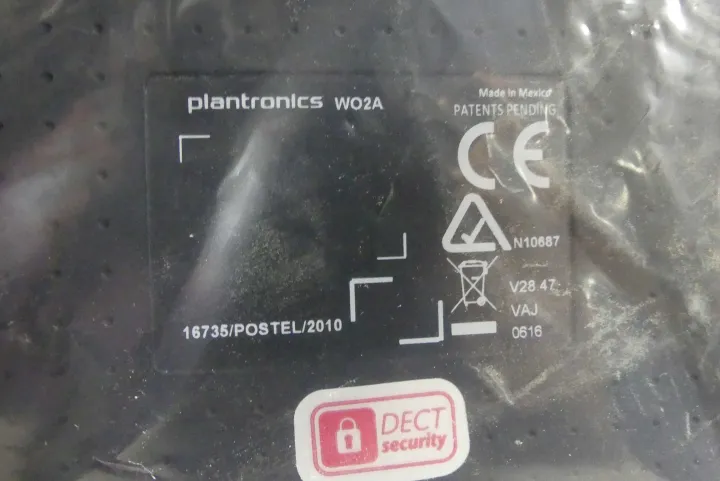 plantronics WO2A
Made in Mexico
PATENTS PENDING
CE
N10687
V28.47
VAJ
0616
16735/POSTEL/2010
DECT
security